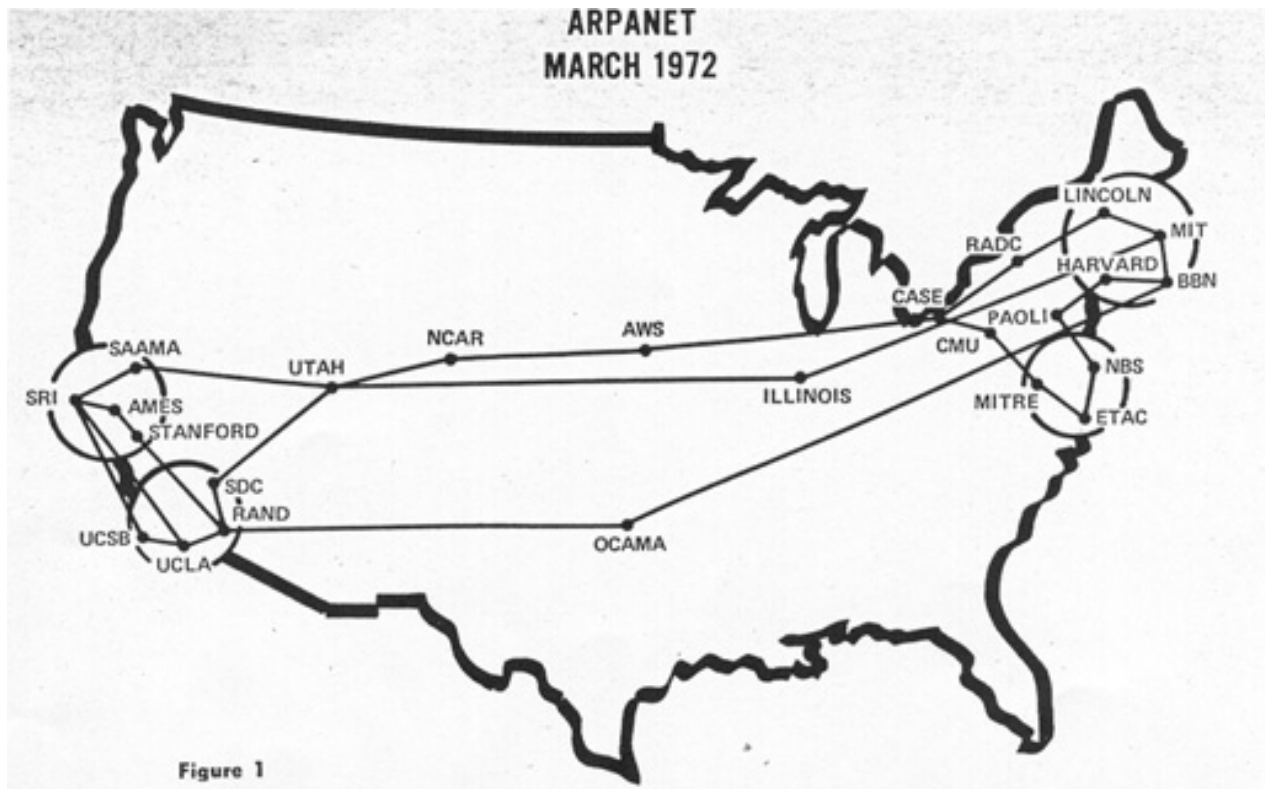 ARPANET
MARCH 1972
LINCOLN
MIT
RADC
HARVARD
BBN
CASE
PAOLI
CMU
AWS
NCAR
SAAMA
UTAH
NBS
SRI
AMES
ILLINOIS
MITRE
ETAC
STANFORD
SDC
RAND
UCSB
OCAMA
UCLA
Figure 1